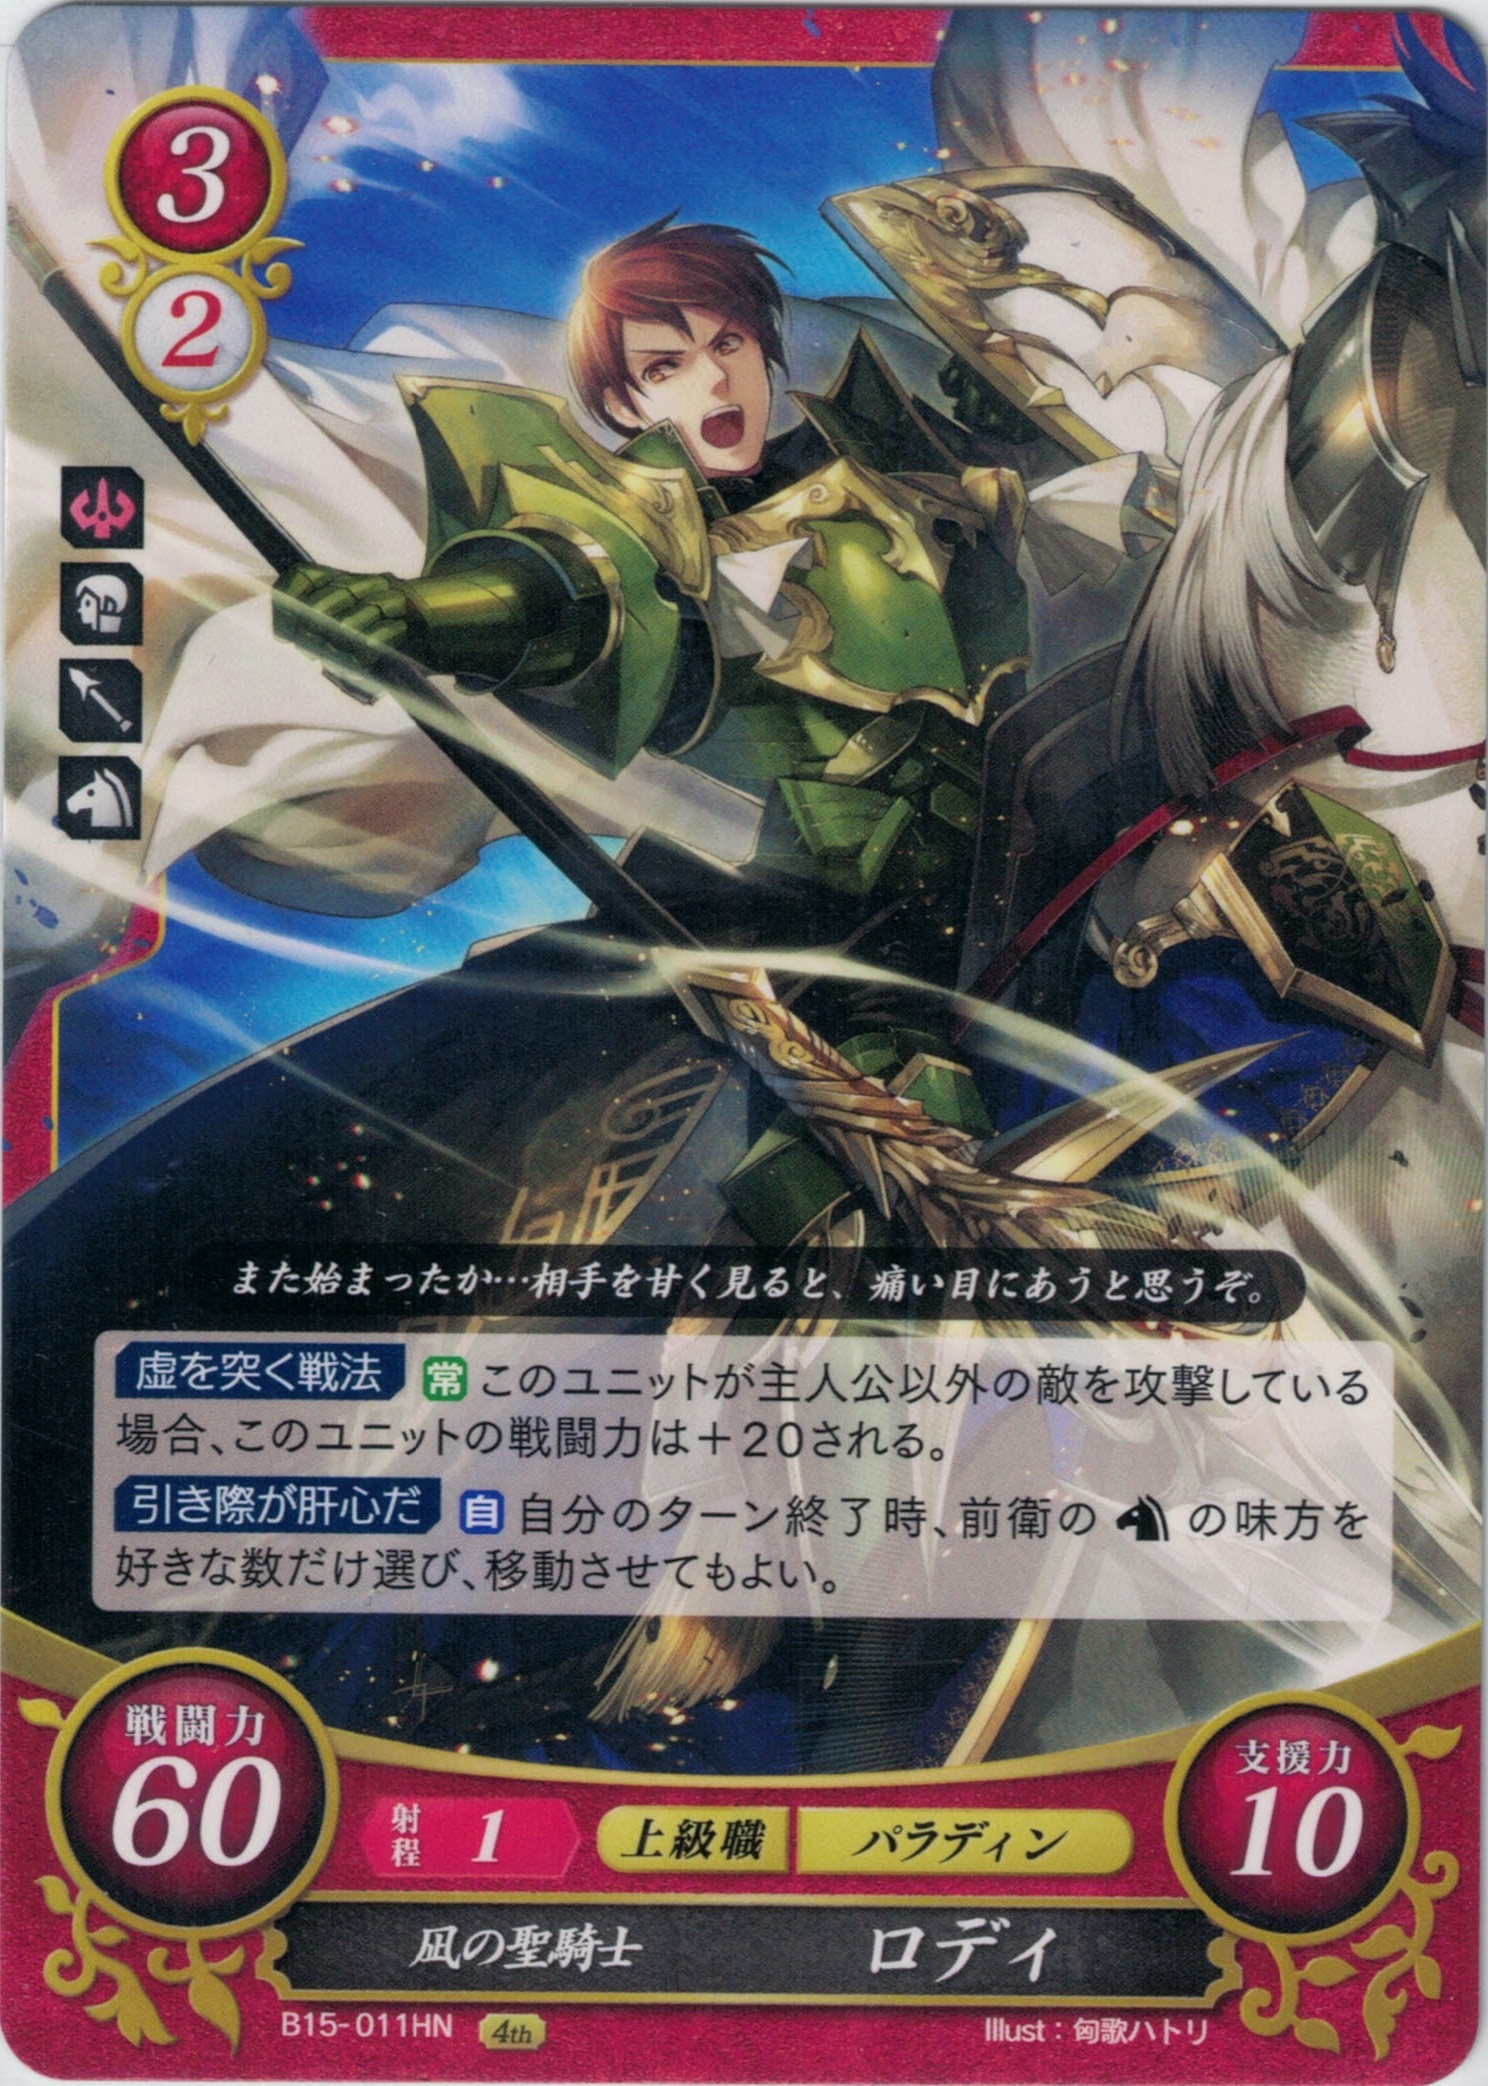 3
2
また始まったか…相手を甘く見ると、痛い目にあうと思うぞ。
虚を突く戦法 常 このユニットが主人公以外の敵を攻撃している
場合、このユニットの戦闘力は＋20される。
引き際が肝心だ 自 自分のターン終了時、前衛の の味方を
好きな数だけ選び、移動させてもよい。
戦闘力
60
射程 1
上級職 パラディン
支援力
10
凪の聖騎士 ロディ
B15-011HN 4th
Illust：匈歌ハトリ